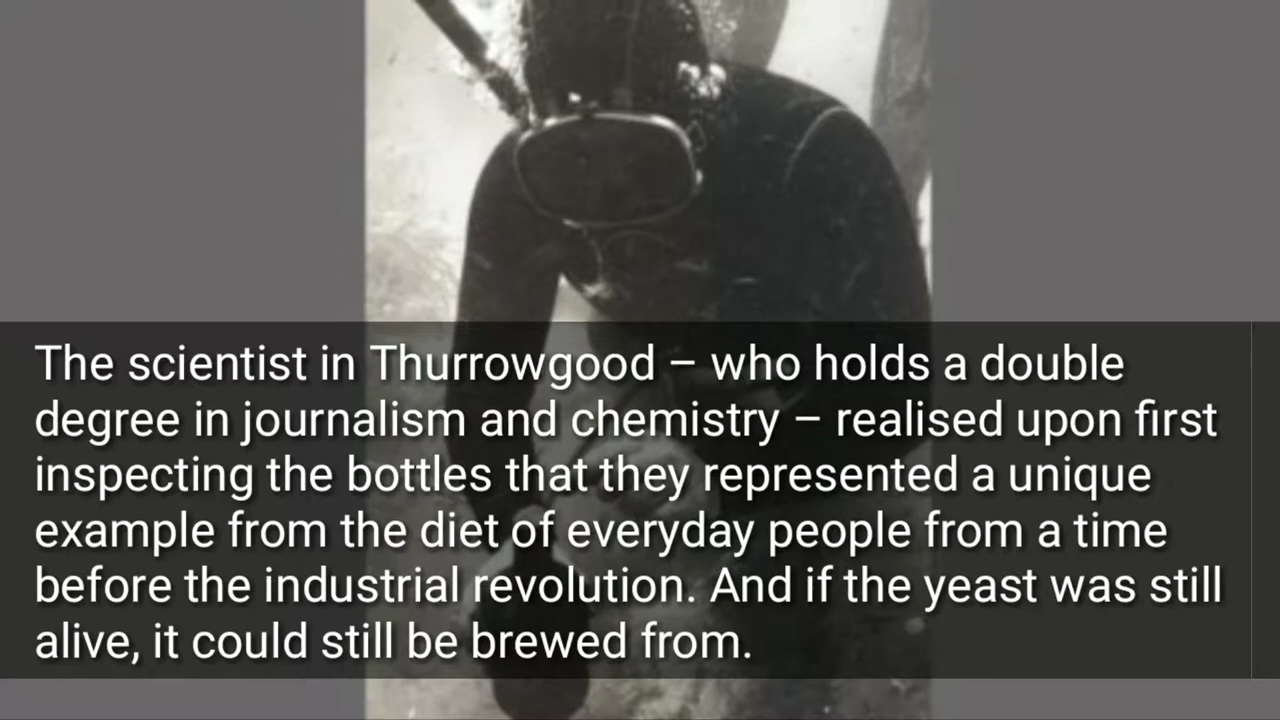 The scientist in Thurrowgood – who holds a double
degree in journalism and chemistry – realised upon first
inspecting the bottles that they represented a unique
example from the diet of everyday people from a time
before the industrial revolution. And if the yeast was still
alive, it could still be brewed from.